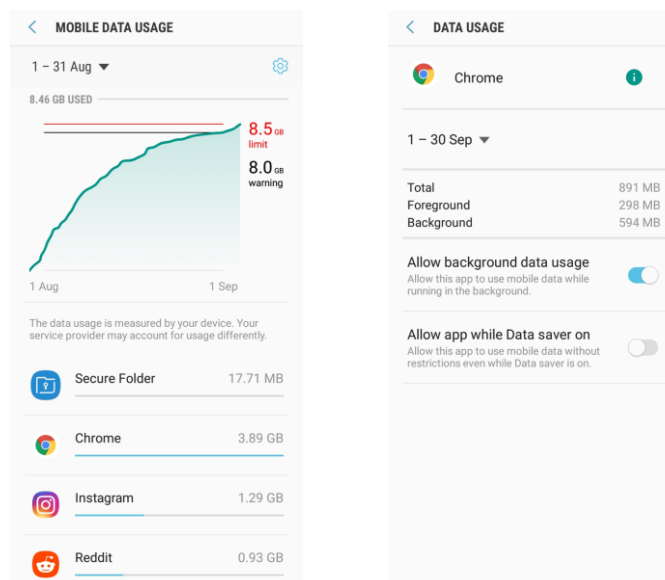 MOBILE DATA USAGE
1 – 31 Aug
8.46 GB USED
8.5 GB
limit
8.0 GB
warning
1 Aug 1 Sep
The data usage is measured by your device. Your
service provider may account for usage differently.
Secure Folder 17.71 MB
Chrome 3.89 GB
Instagram 1.29 GB
Reddit 0.93 GB
DATA USAGE
Chrome
1 – 30 Sep
Total 891 MB
Foreground 298 MB
Background 594 MB
Allow background data usage
Allow this app to use mobile data while
running in the background.
Allow app while Data saver on
Allow this app to use mobile data without
restrictions even while Data saver is on.